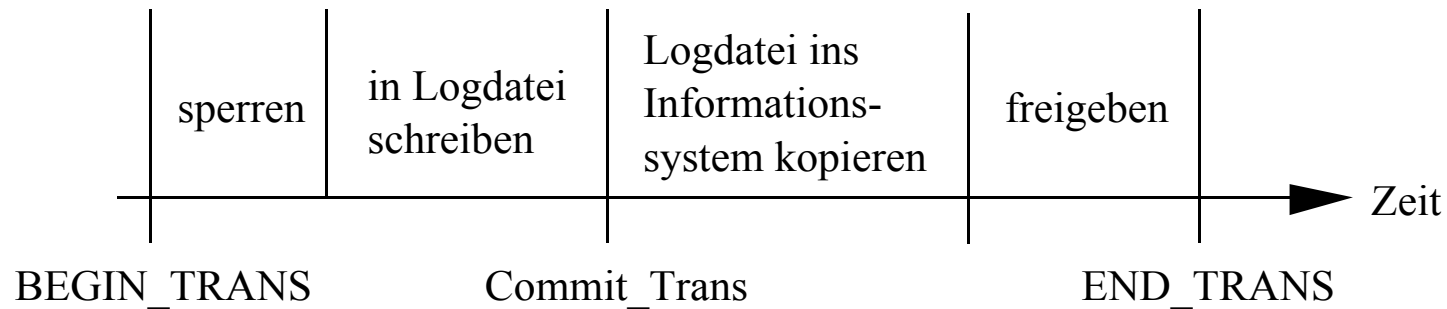 sperren
in Logdatei
schreiben
Logdatei ins
Informations-
system kopieren
freigeben
Zeit
BEGIN_TRANS
Commit_Trans
END_TRANS